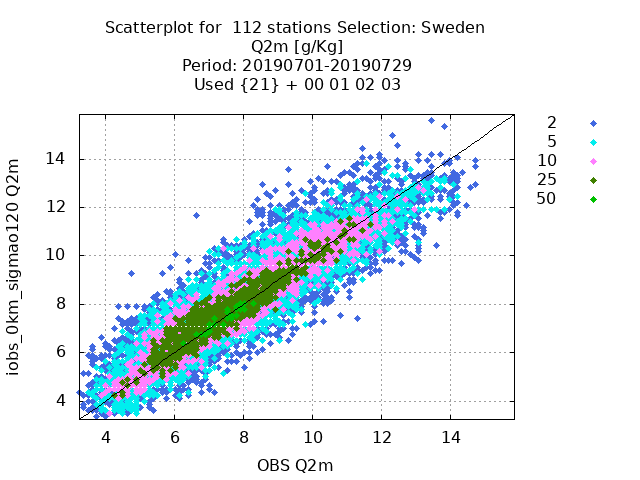 Scatterplot for  112 stations Selection: Sweden
Q2m [g/Kg]
Period: 20190701-20190729
Used {21} + 00 01 02 03
iobs_0km_sigmao120 Q2m
14
12
10
8
6
4
4 6 8 10 12 14
OBS Q2m
2
5
10
25
50